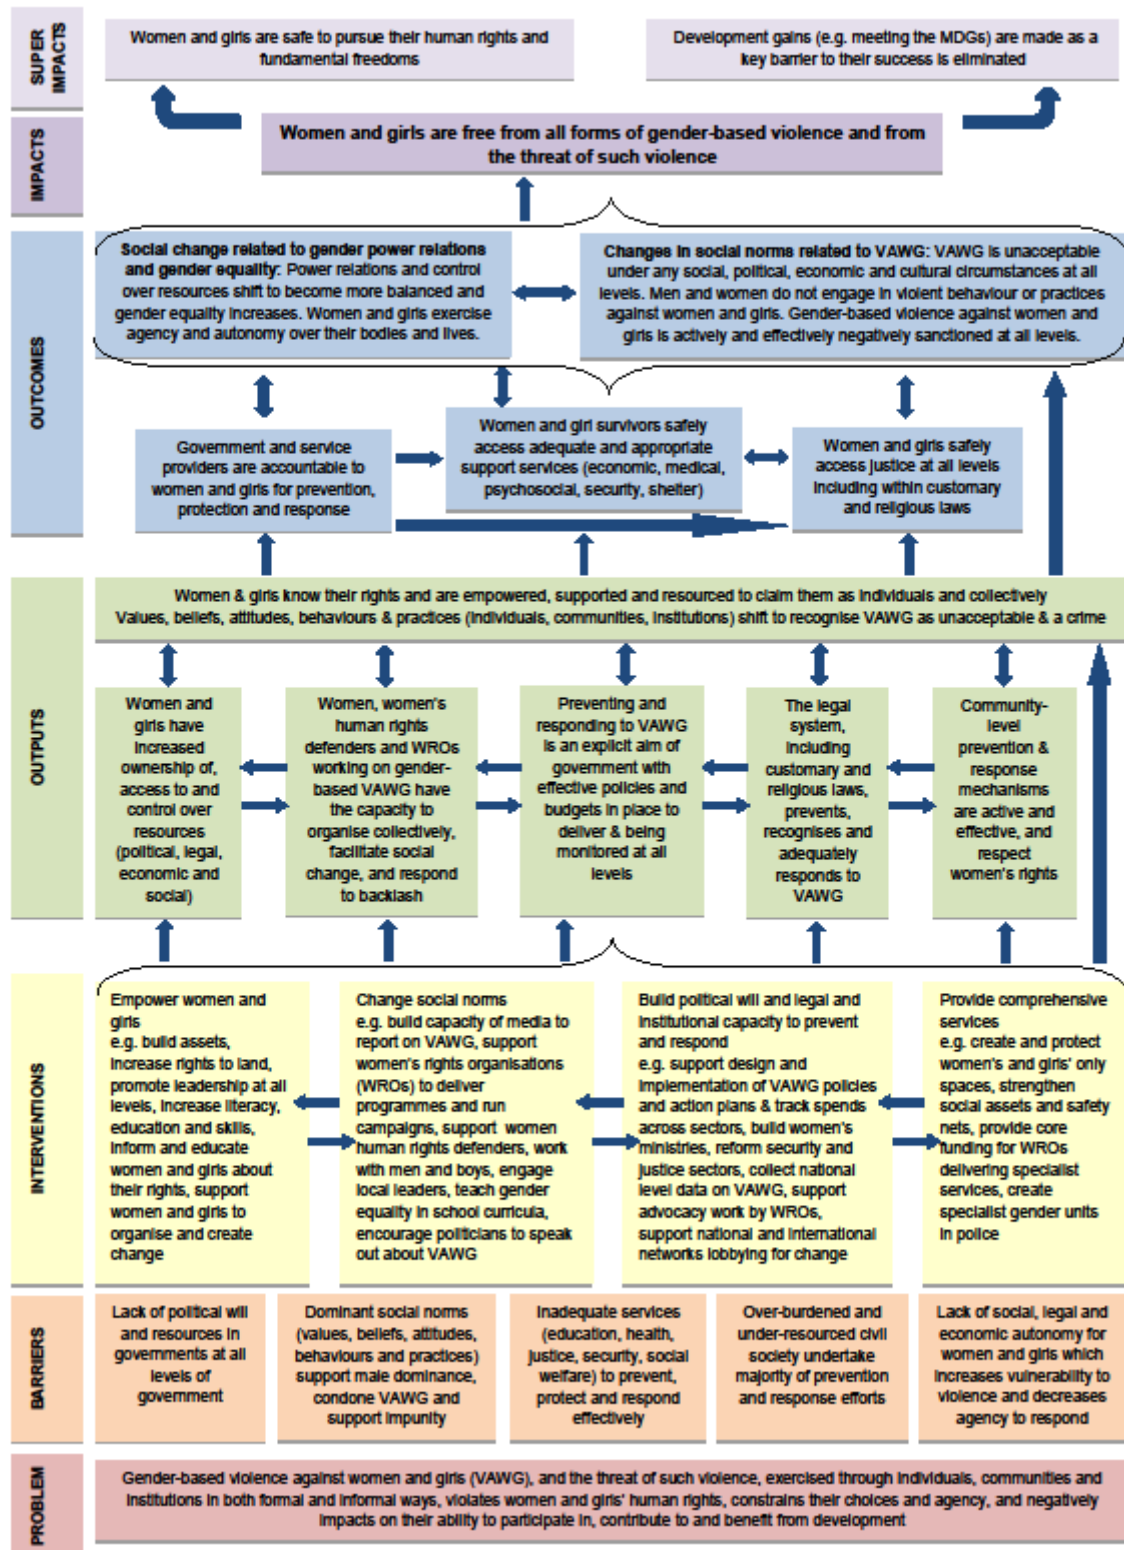 SUPER
IMPACTS
Women and girls are safe to pursue their human rights and
fundamental freedoms
Development gains (e.g. meeting the MDGs) are made as a
key barrier to their success is eliminated
IMPACTS
Women and girls are free from all forms of gender-based violence and from
the threat of such violence
OUTCOMES
Social change related to gender power relations
and gender equality: Power relations and control
over resources shift to become more balanced and
gender equality increases. Women and girls exercise
agency and autonomy over their bodies and lives.
Changes in social norms related to VAWG: VAWG is unacceptable
under any social, political, economic and cultural circumstances at all
levels. Men and women do not engage in violent behaviour or practices
against women and girls. Gender-based violence against women and
girls is actively and effectively negatively sanctioned at all levels.
Government and service
providers are accountable to
women and girls for prevention,
protection and response
Women and girl survivors safely
access adequate and appropriate
support services (economic, medical,
psychosocial, security, shelter)
Women and girls safely
access justice at all levels
including within customary
and religious laws
OUTPUTS
Women & girls know their rights and are empowered, supported and resourced to claim them as individuals and collectively
Values, beliefs, attitudes, behaviours & practices (individuals, communities, institutions) shift to recognise VAWG as unacceptable & a crime
Women and
girls have
increased
ownership of,
access to and
control over
resources
(political, legal,
economic and
social)
Women, women's
human rights
defenders and WROs
working on gender-
based VAWG have
the capacity to
organise collectively,
facilitate social
change, and respond
to backlash
Preventing and
responding to VAWG
is an explicit aim of
government with
effective policies and
budgets in place to
deliver & being
monitored at all
levels
The legal
system,
including
customary and
religious laws,
prevents,
recognises and
adequately
responds to
VAWG
Community-
level
prevention &
response
mechanisms
are active and
effective, and
respect
women's rights
INTERVENTIONS
Empower women and
girls
e.g. build assets,
increase rights to land,
promote leadership at all
levels, increase literacy,
education and skills,
inform and educate
women and girls about
their rights, support
women and girls to
organise and create
change
Change social norms
e.g. build capacity of media to
report on VAWG, support
women's rights organisations
(WROs) to deliver
programmes and run
campaigns, support women
human rights defenders, work
with men and boys, engage
local leaders, teach gender
equality in school curricula,
encourage politicians to speak
out about VAWG
Build political will and legal and
institutional capacity to prevent
and respond
e.g. support design and
implementation of VAWG policies
and action plans & track spends
across sectors, build women's
ministries, reform security and
justice sectors, collect national
level data on VAWG, support
advocacy work by WROs,
support national and international
networks lobbying for change
Provide comprehensive
services
e.g. create and protect
women's and girls' only
spaces, strengthen
social assets and safety
nets, provide core
funding for WROs
delivering specialist
services, create
specialist gender units
in police
BARRIERS
Lack of political will
and resources in
governments at all
levels of
government
Dominant social norms
(values, beliefs, attitudes,
behaviours and practices)
support male dominance,
condone VAWG and
support impunity
Inadequate services
(education, health,
justice, security, social
welfare) to prevent,
protect and respond
effectively
Over-burdened and
under-resourced civil
society undertake
majority of prevention
and response efforts
Lack of social, legal and
economic autonomy for
women and girls which
increases vulnerability to
violence and decreases
agency to respond
PROBLEM
Gender-based violence against women and girls (VAWG), and the threat of such violence, exercised through individuals, communities and
institutions in both formal and informal ways, violates women and girls' human rights, constrains their choices and agency, and negatively
impacts on their ability to participate in, contribute to and benefit from development